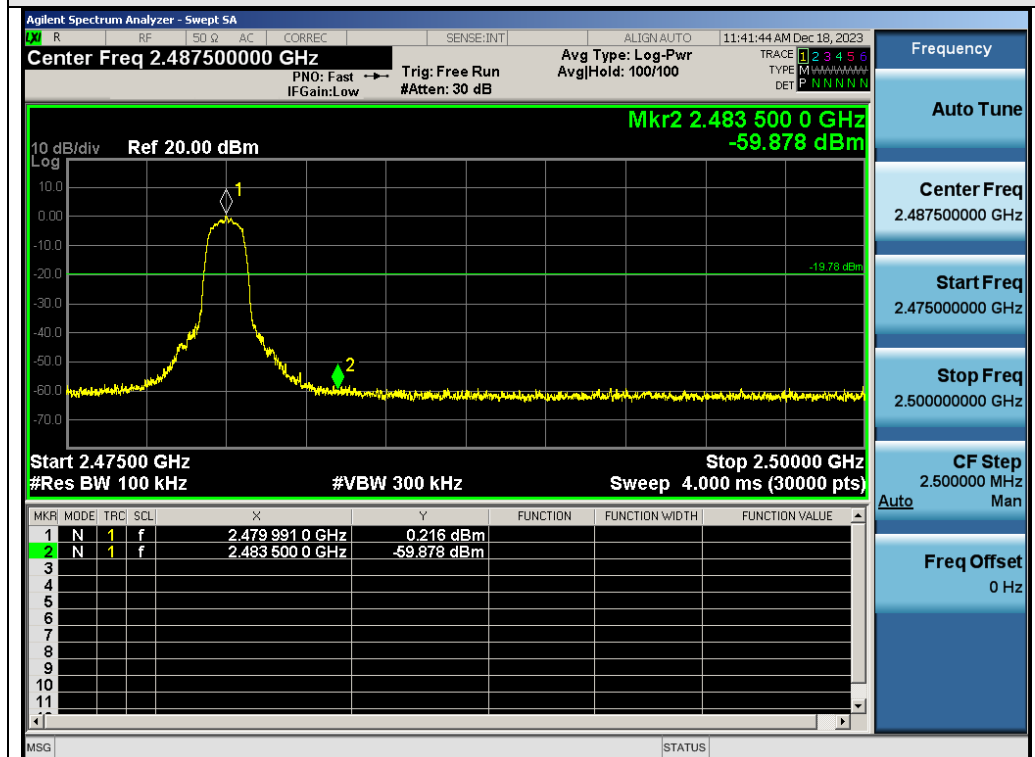 Agilent Spectrum Analyzer - Swept SA
LXI R RF 50 Ω AC CORREC SENSE:INT ALIGN AUTO 11:41:44 AM Dec 18, 2023
Center Freq 2.487500000 GHz
PNO: Fast
IFGain:Low
Trig: Free Run
#Atten: 30 dB
Avg Type: Log-Pwr
Avg|Hold: 100/100
TRACE 1 2 3 4 5 6
TYPE M WWWWW
DET P N N N N N
Mkr2 2.483 500 0 GHz
-59.878 dBm
10 dB/div Ref 20.00 dBm
Log
10.0
0.00
-10.0
-20.0
-30.0
-40.0
-50.0
-60.0
-70.0
1
-19.78 dBm
2
Start 2.47500 GHz Stop 2.50000 GHz
#Res BW 100 kHz #VBW 300 kHz Sweep 4.000 ms (30000 pts)
MKR MODE TRC SCL X Y FUNCTION FUNCTION WIDTH FUNCTION VALUE
1 N 1 f 2.479 991 0 GHz 0.216 dBm
2 N 1 f 2.483 500 0 GHz -59.878 dBm
3
4
5
6
7
8
9
10
11
MSG STATUS
Frequency
Auto Tune
Center Freq
2.487500000 GHz
Start Freq
2.475000000 GHz
Stop Freq
2.500000000 GHz
CF Step
2.500000 MHz
Auto Man
Freq Offset
0 Hz